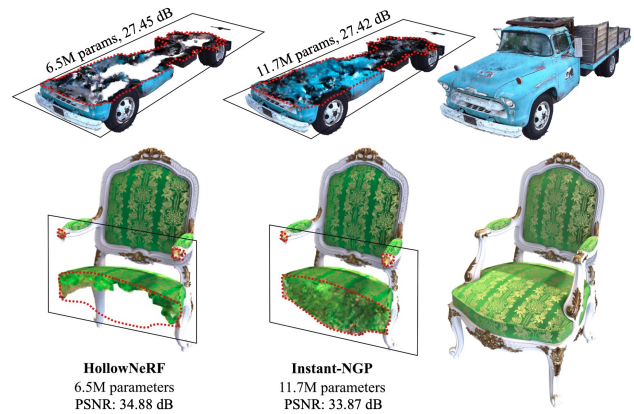 6.5M params, 27.45 dB
11.7M params, 27.42 dB
HollowNeRF
6.5M parameters
PSNR: 34.88 dB
Instant-NGP
11.7M parameters
PSNR: 33.87 dB